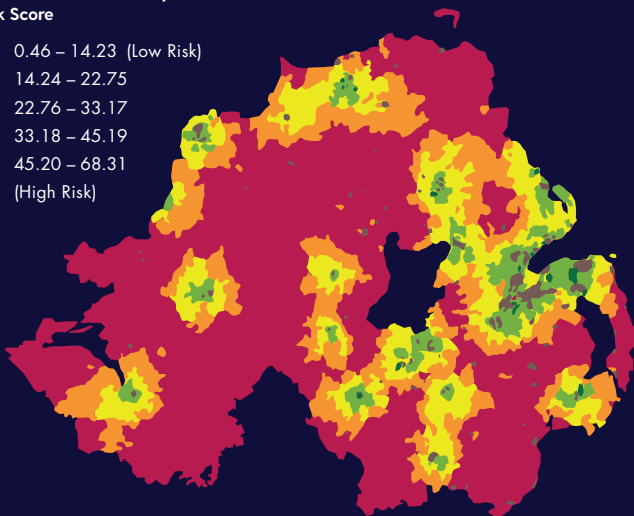 Score
0.46 – 14.23 (Low Risk)
14.24 – 22.75
22.76 – 33.17
33.18 – 45.19
45.20 – 68.31
(High Risk)